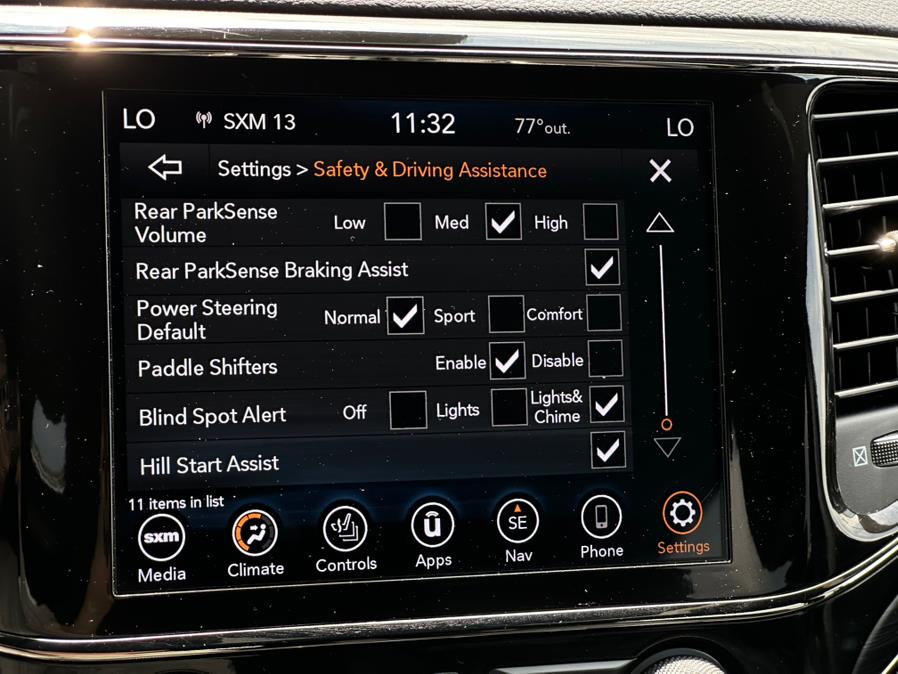 LO SXM 13 11:32 77°out. LO
Settings > Safety & Driving Assistance
Rear ParkSense
Volume
Low Med High
Rear ParkSense Braking Assist
Power Steering
Default
Normal Sport Comfort
Paddle Shifters Enable Disable
Blind Spot Alert Off Lights
Lights&
Chime
Hill Start Assist
11 items in list
sxm SE
Media Climate Controls Apps Nav Phone Settings